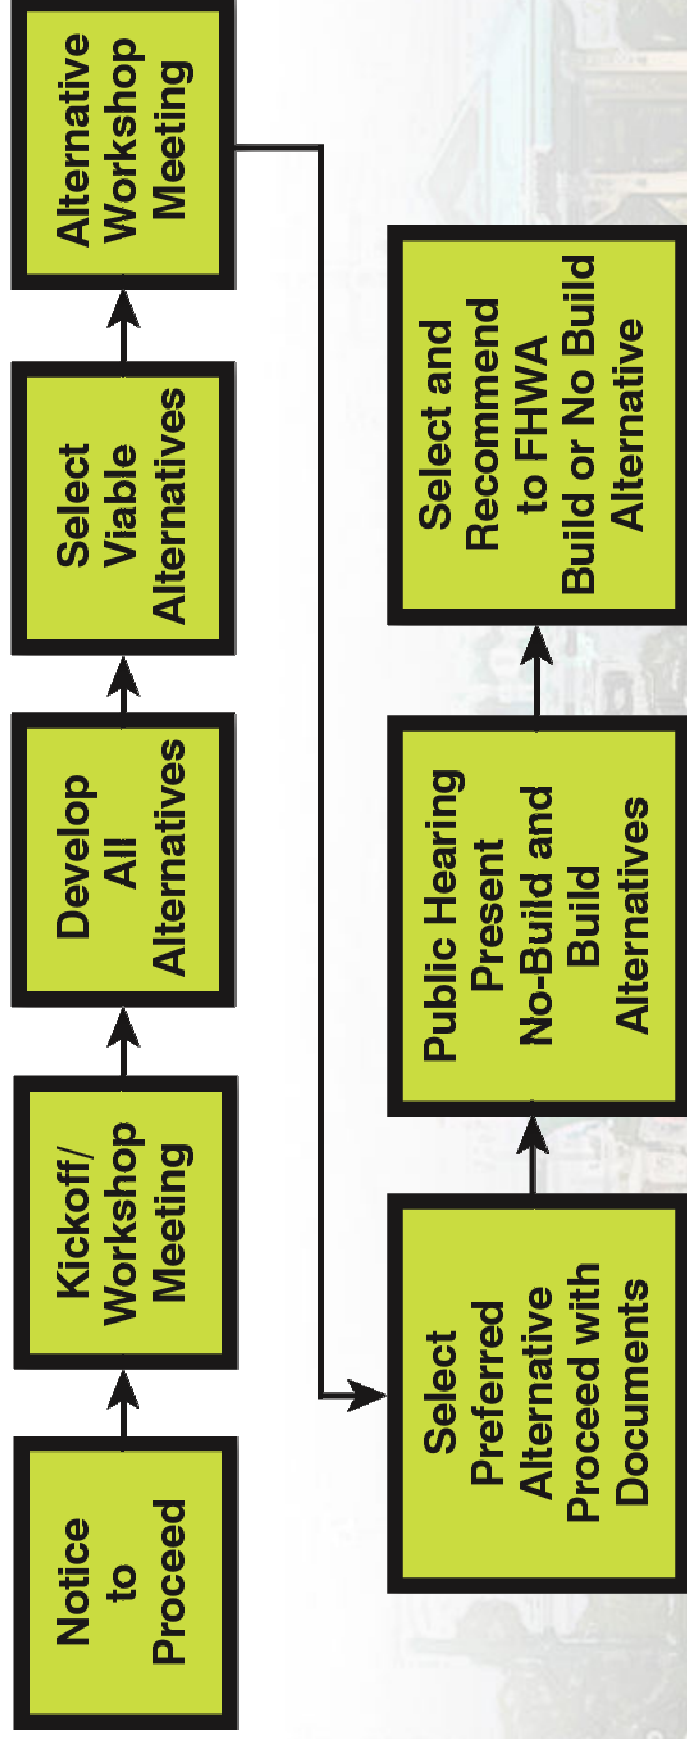 Notice
to
Proceed
Kickoff/
Workshop
Meeting
Develop
All
Alternatives
Select
Viable
Alternatives
Alternative
Workshop
Meeting
Select
Preferred
Alternative
Proceed with
Documents
Public Hearing
Present
No-Build and
Build
Alternatives
Select and
Recommend
to FHWA
Build or No Build
Alternative